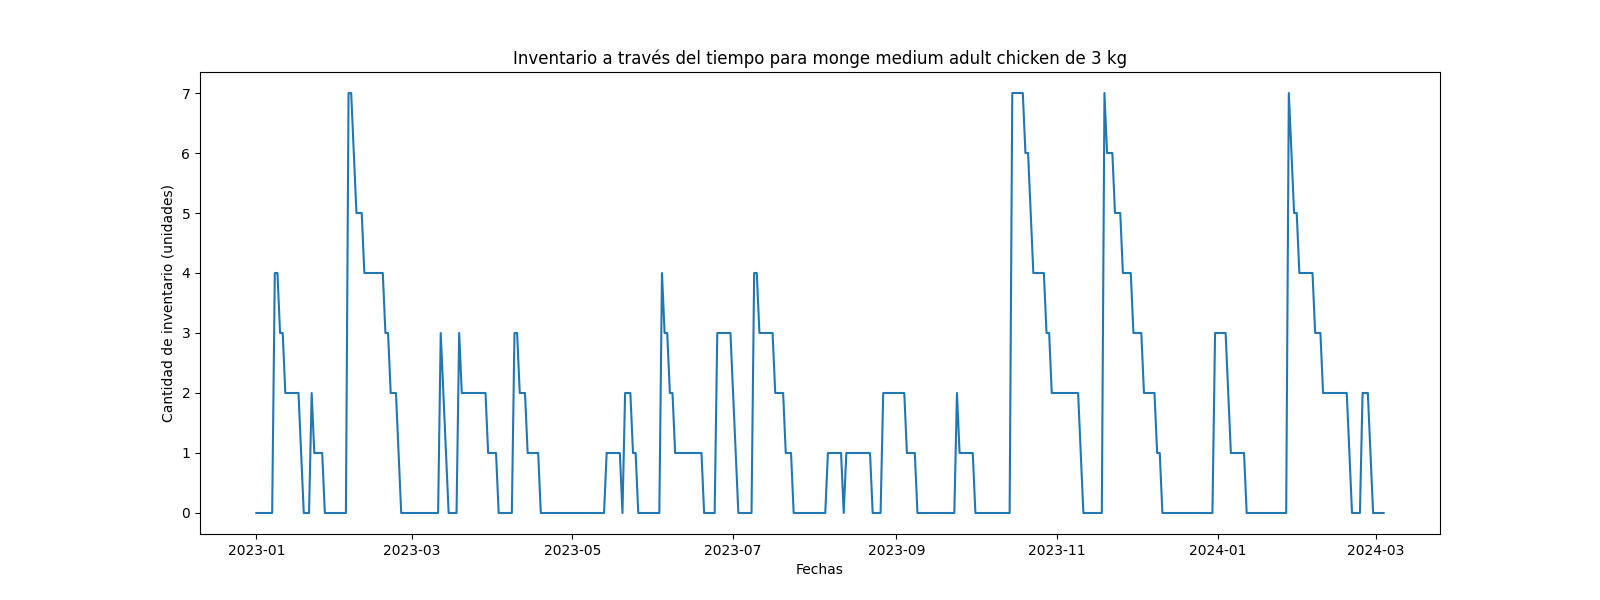 Inventario a través del tiempo para monge medium adult chicken de 3 kg
Cantidad de inventario (unidades)
7
6
5
4
3
2
1
0
2023-01 2023-03 2023-05 2023-07 2023-09 2023-11 2024-01 2024-03
Fechas